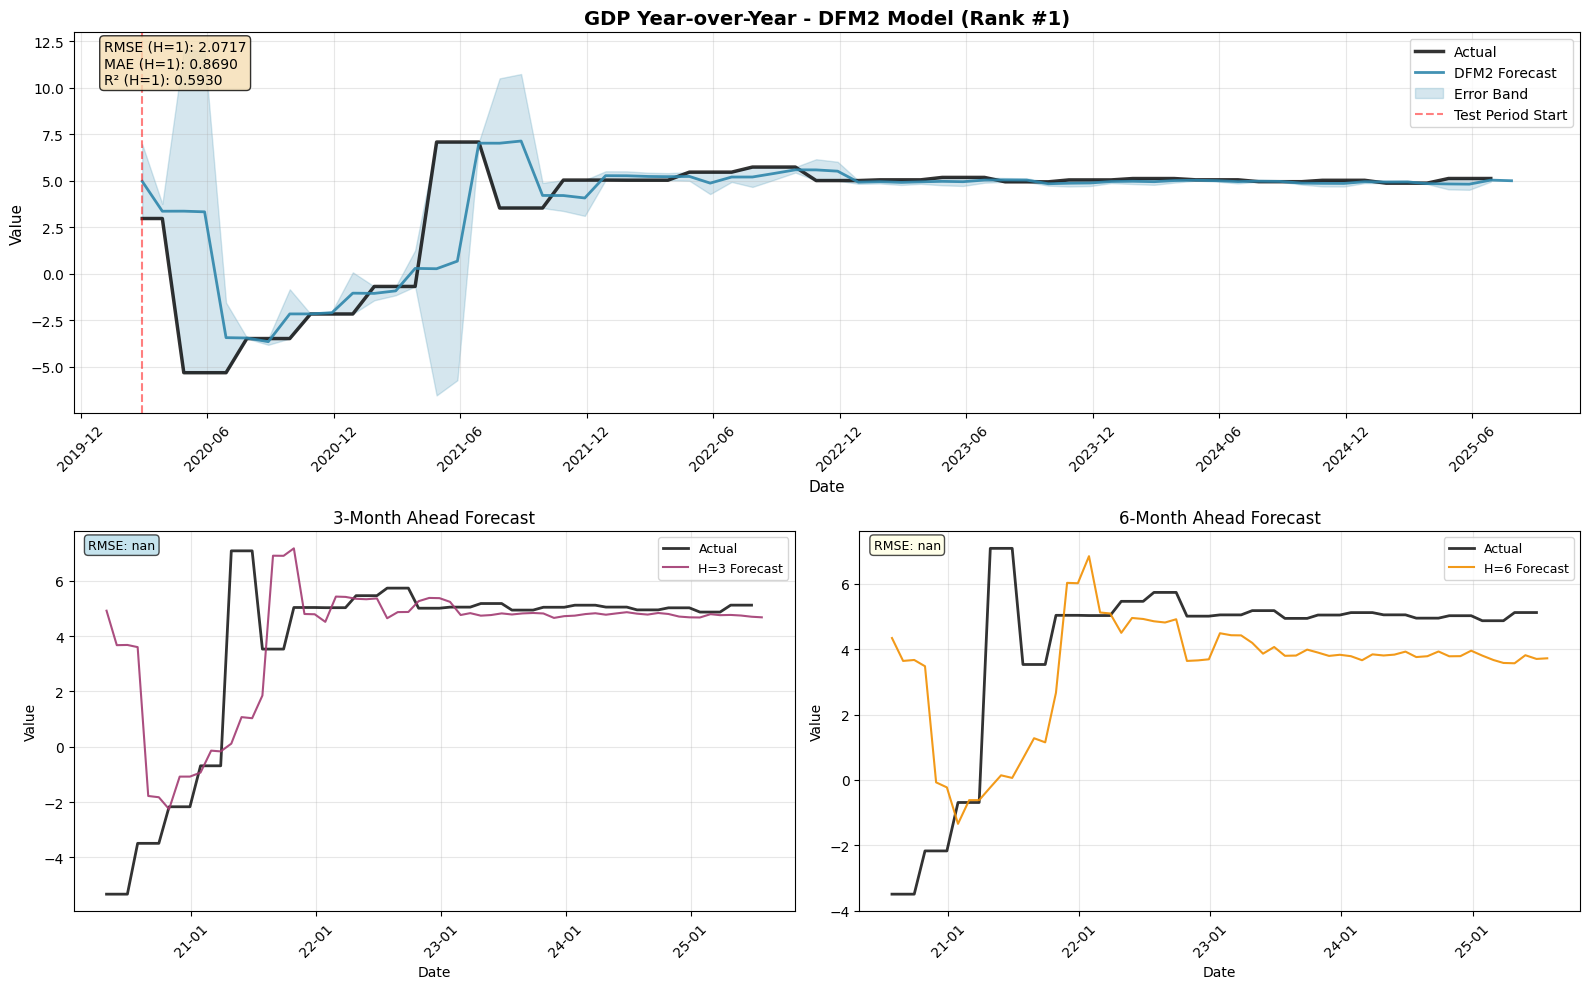 GDP Year-over-Year - DFM2 Model (Rank #1)
RMSE (H=1): 2.0717
MAE (H=1): 0.8690
R² (H=1): 0.5930
Actual
DFM2 Forecast
Error Band
Test Period Start
Value
12.5
10.0
7.5
5.0
2.5
0.0
−2.5
−5.0
2019-12
2020-06
2020-12
2021-06
2021-12
2022-06
2022-12
2023-06
2023-12
2024-06
2024-12
2025-06
Date
3-Month Ahead Forecast
RMSE: nan
Actual
H=3 Forecast
Value
6
4
2
0
−2
−4
21-01
22-01
23-01
24-01
25-01
Date
6-Month Ahead Forecast
RMSE: nan
Actual
H=6 Forecast
Value
6
4
2
0
−2
−4
21-01
22-01
23-01
24-01
25-01
Date